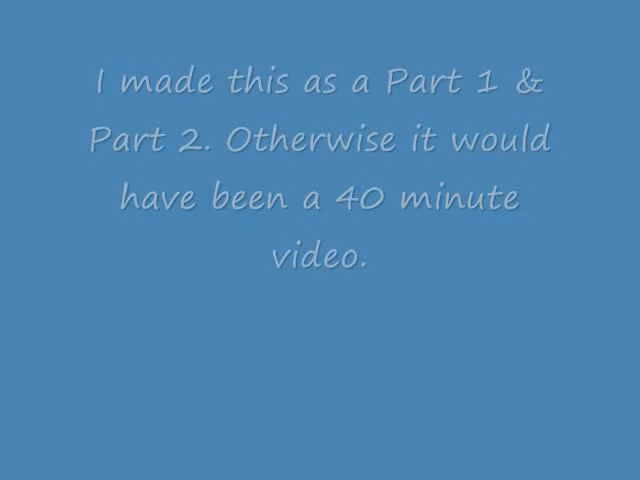 I made this as a Part 1 &
Part 2. Otherwise it would
have been a 40 minute
video.